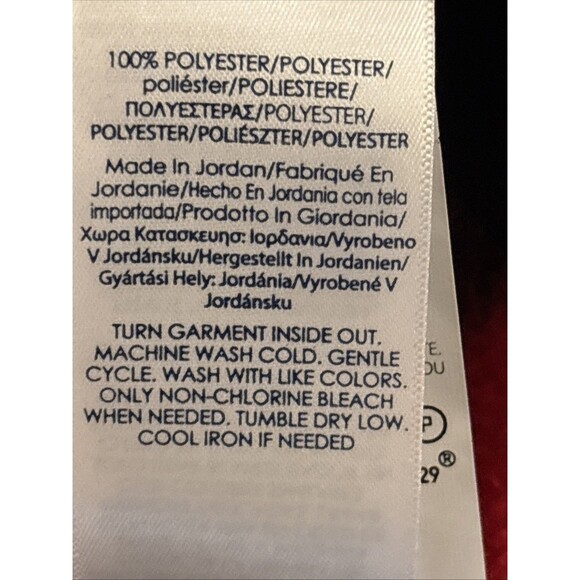 100% POLYESTER/POLYESTER/
poliéster/POLIESTERE/
ΠΟΛΥΕΣΤΕΡΑΣ/POLYESTER/
POLYESTER/POLIÉSZTER/POLYESTER
Made In Jordan/Fabriqué En
Jordanie/Hecho En Jordania con tela
importada/Prodotto In Giordania/
Χωρα Κατασκευησ: Ιορδανια/Vyrobeno
V Jordánsku/Hergestellt In Jordanien/
Gyártási Hely: Jordánia/Vyrobené V
Jordánsku
TURN GARMENT INSIDE OUT.
MACHINE WASH COLD. GENTLE
CYCLE. WASH WITH LIKE COLORS.
ONLY NON-CHLORINE BLEACH
WHEN NEEDED. TUMBLE DRY LOW.
COOL IRON IF NEEDED
P
29®